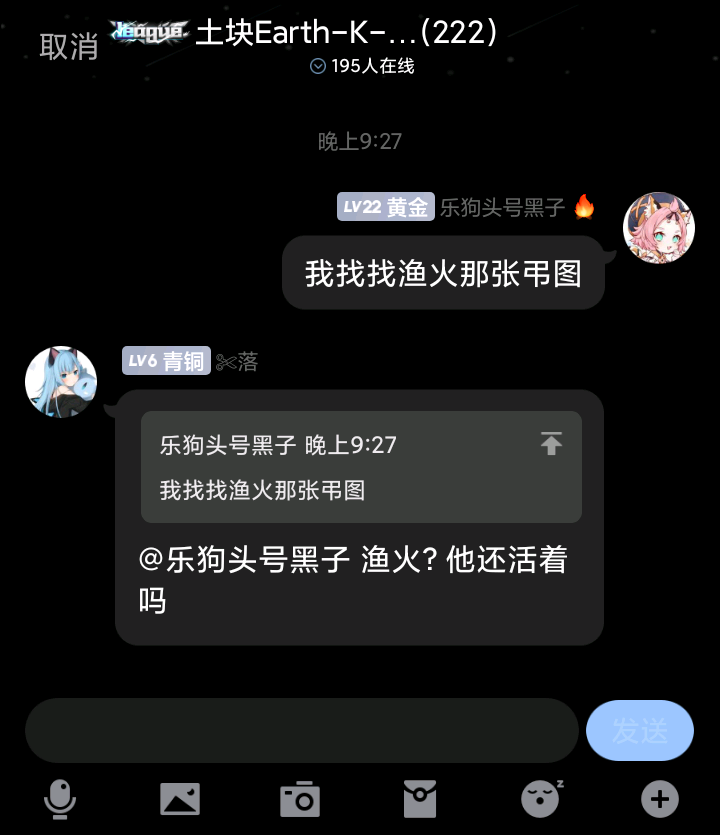 取消
League.
土块Earth-K-...(222)
195人在线
晚上9:27
LV22 黄金 乐狗头号黑子 🔥
我找找渔火那张弔图
LV6 青铜 ✂落
乐狗头号黑子 晚上9:27
我找找渔火那张弔图
@乐狗头号黑子 渔火? 他还活着
吗
发送
z